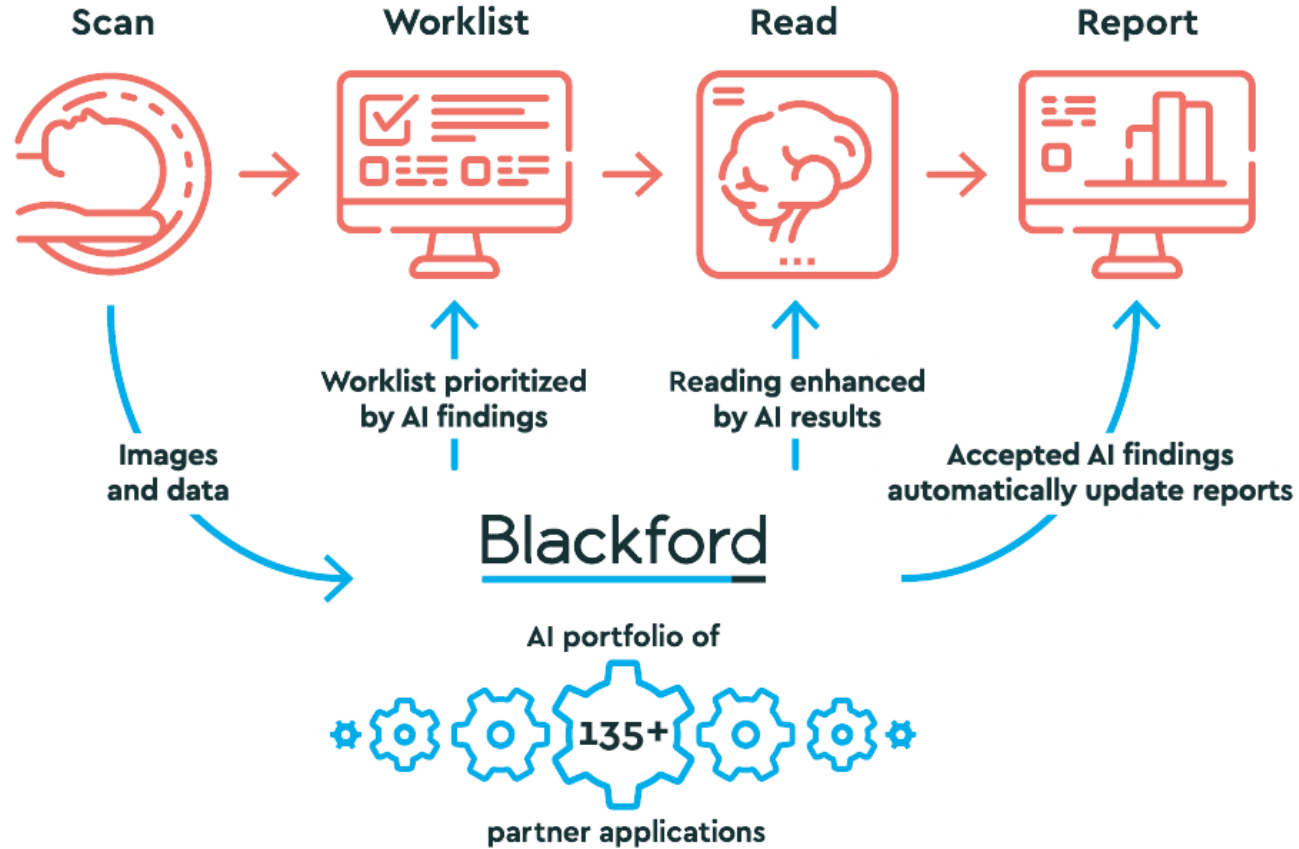 Scan
Worklist
Read
Report
Worklist prioritized
by AI findings
Reading enhanced
by AI results
Images
and data
Accepted AI findings
automatically update reports
Blackford
AI portfolio of
135+
partner applications